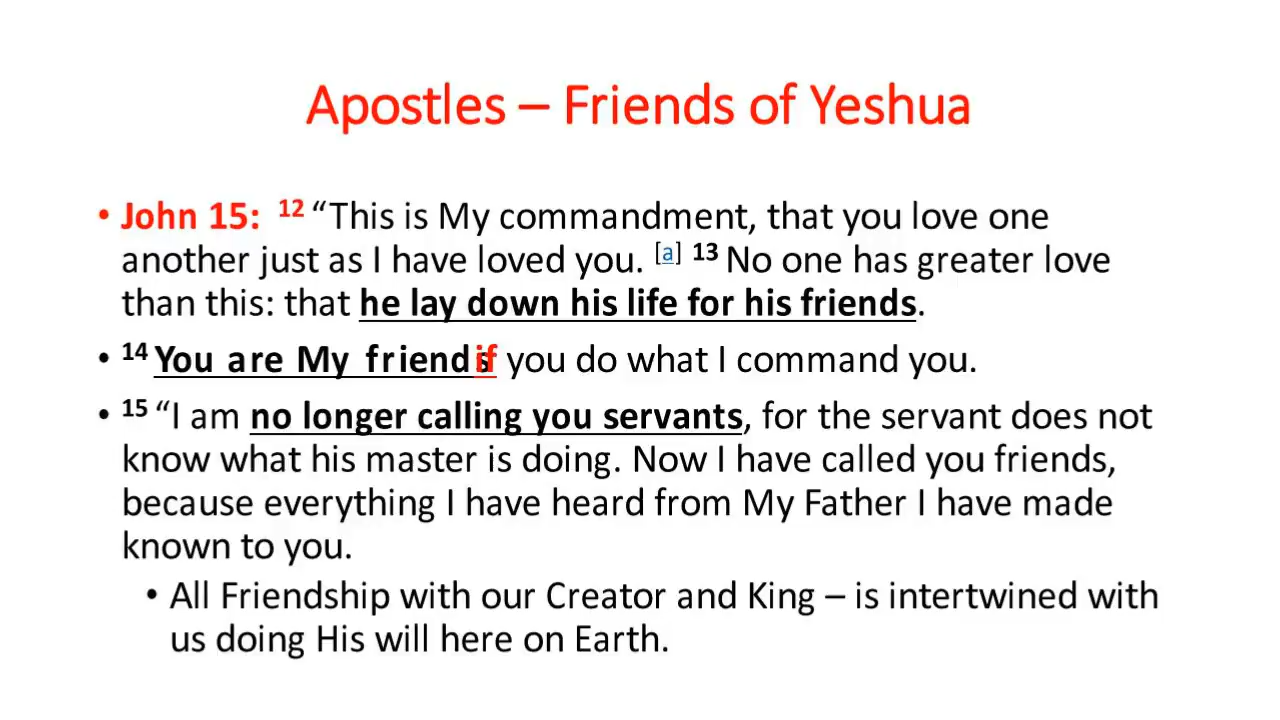 Apostles – Friends of Yeshua
• John 15: 12 “This is My commandment, that you love one
another just as I have loved you. [a] 13 No one has greater love
than this: that he lay down his life for his friends.
• 14 You are My friends if you do what I command you.
• 15 “I am no longer calling you servants, for the servant does not
know what his master is doing. Now I have called you friends,
because everything I have heard from My Father I have made
known to you.
• All Friendship with our Creator and King – is intertwined with
us doing His will here on Earth.